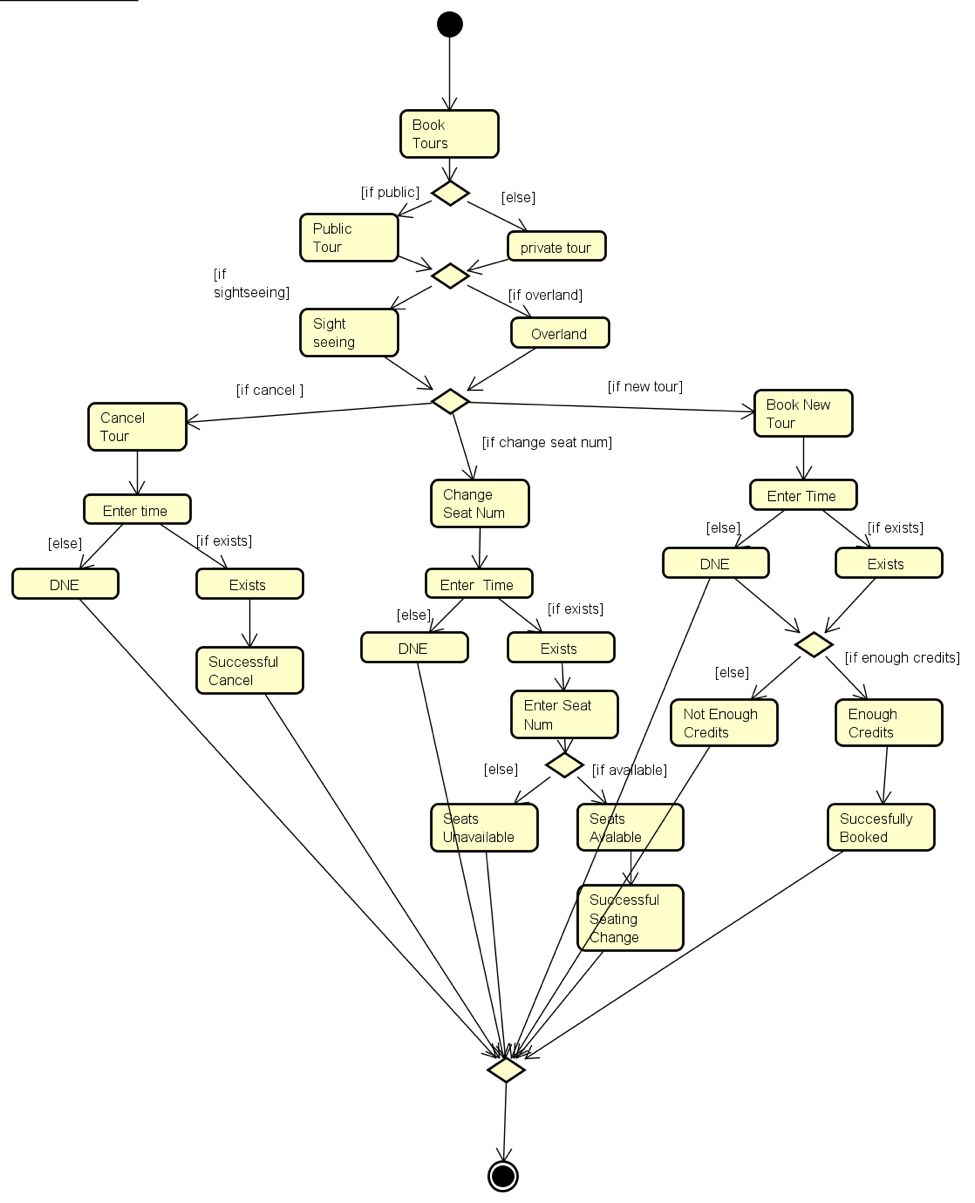 Book
Tours
[if public]
[else]
Public
Tour
private tour
[if
sightseeing]
[if overland]
Sight
seeing
Overland
[if cancel ]
[if new tour]
Cancel
Tour
[if change seat num]
Book New
Tour
Enter time
Change
Seat Num
Enter Time
[else]
[if exists]
[else]
[if exists]
DNE
Exists
Enter  Time
DNE
Exists
[else]
[if exists]
Successful
Cancel
DNE
Exists
[else]
[if enough credits]
Enter Seat
Num
Not Enough
Credits
Enough
Credits
[else]
[if available]
Seats
Unavailable
Seats
Avalable
Succesfully
Booked
Successful
Seating
Change